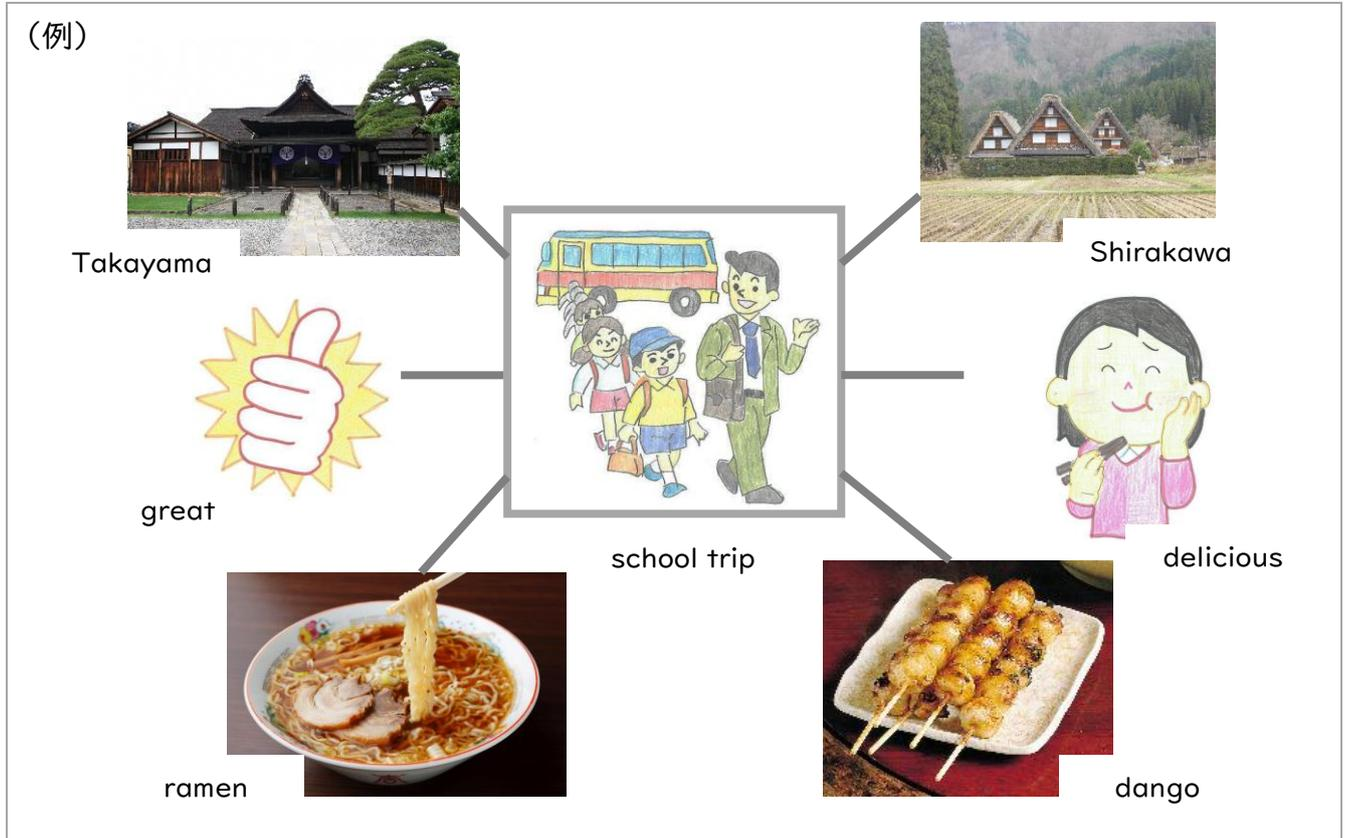 （例）
Takayama
Shirakawa
great
school trip
delicious
ramen
dango